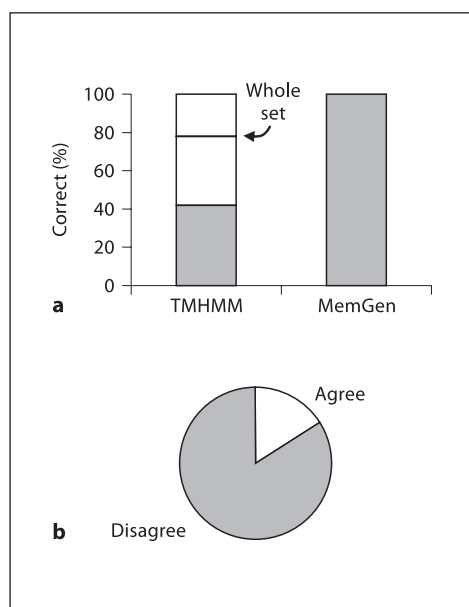 100
80
60
40
20
0
Correct (%)
Whole
set
TMHMM
MemGen
a
Agree
Disagree
b